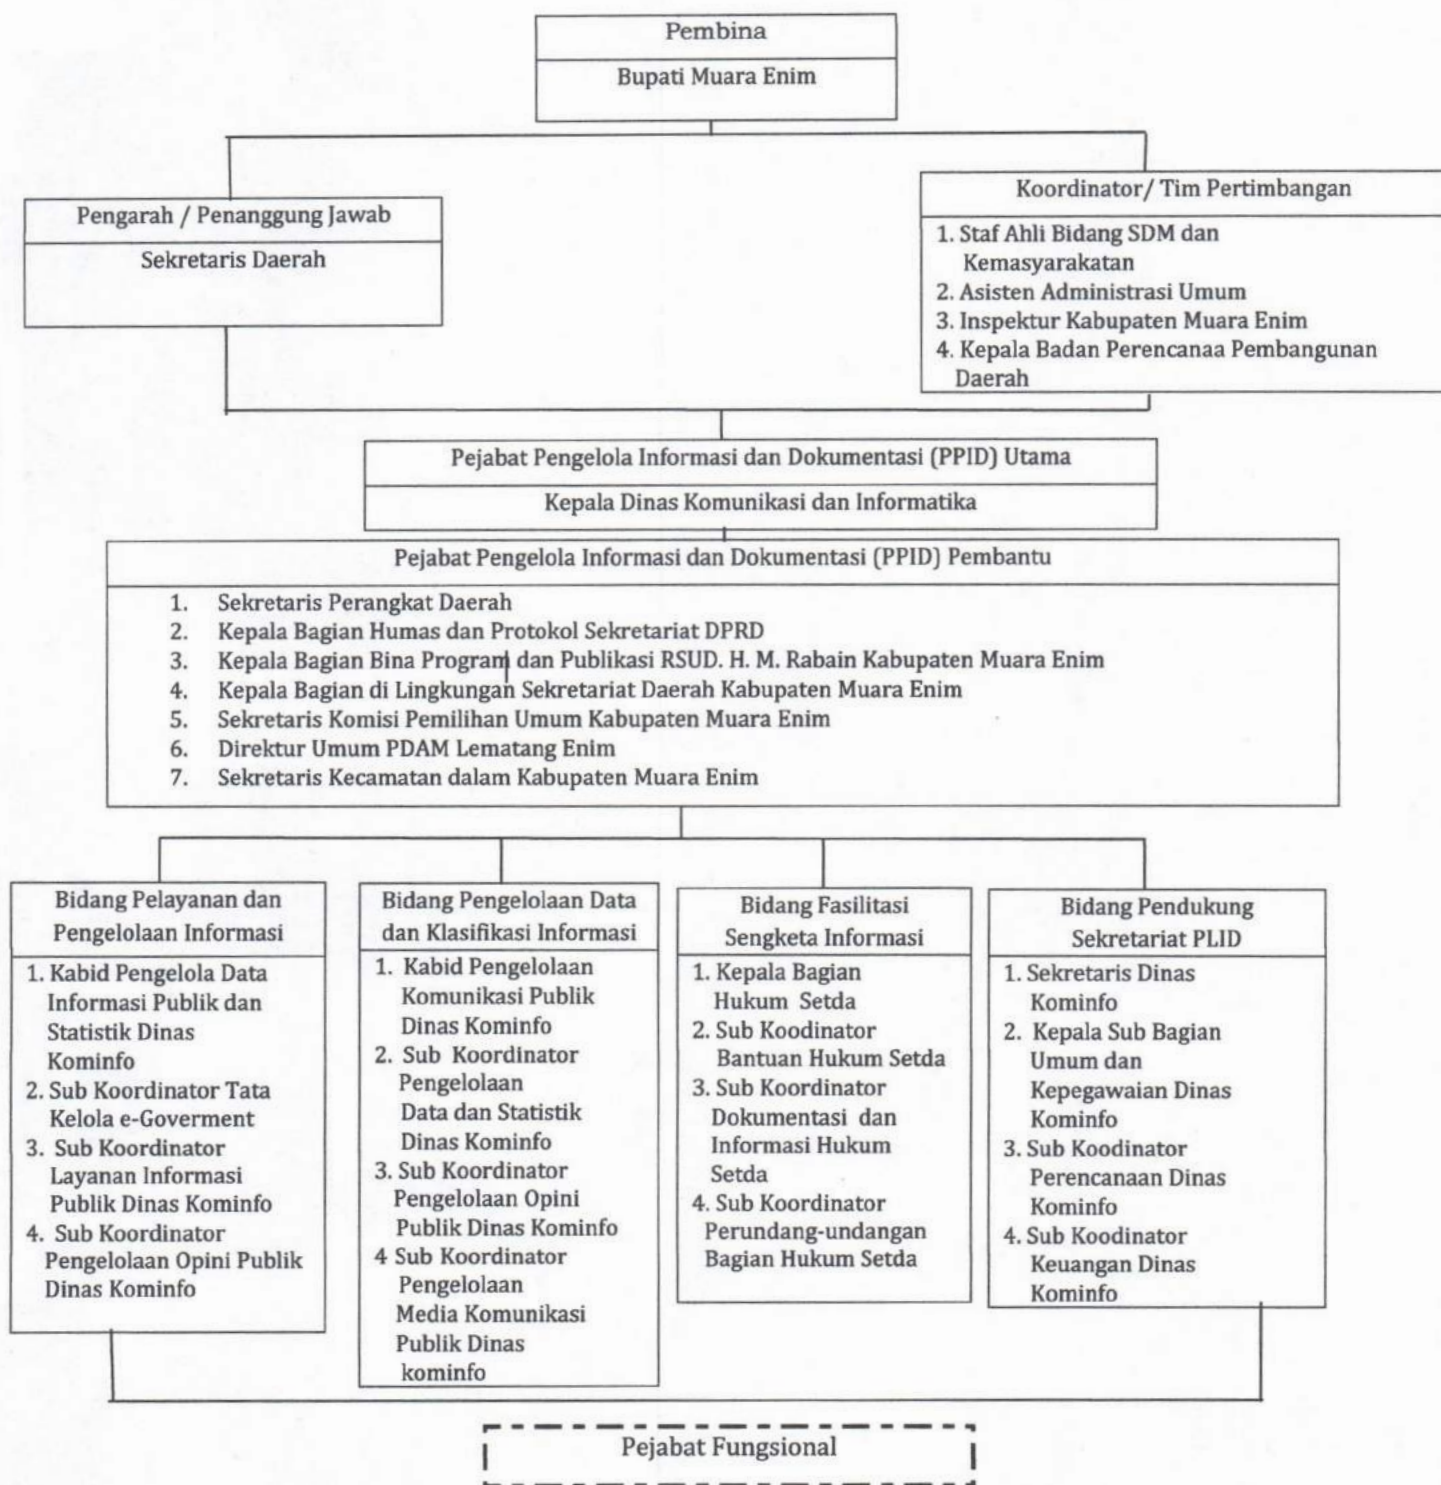 Pembina
Bupati Muara Enim
Pengarah / Penanggung Jawab
Sekretaris Daerah
Koordinator/ Tim Pertimbangan
1. Staf Ahli Bidang SDM dan
Kemasyarakatan
2. Asisten Administrasi Umum
3. Inspektur Kabupaten Muara Enim
4. Kepala Badan Perencanaa Pembangunan
Daerah
Pejabat Pengelola Informasi dan Dokumentasi (PPID) Utama
Kepala Dinas Komunikasi dan Informatika
Pejabat Pengelola Informasi dan Dokumentasi (PPID) Pembantu
1. Sekretaris Perangkat Daerah
2. Kepala Bagian Humas dan Protokol Sekretariat DPRD
3. Kepala Bagian Bina Program dan Publikasi RSUD. H. M. Rabain Kabupaten Muara Enim
4. Kepala Bagian di Lingkungan Sekretariat Daerah Kabupaten Muara Enim
5. Sekretaris Komisi Pemilihan Umum Kabupaten Muara Enim
6. Direktur Umum PDAM Lematang Enim
7. Sekretaris Kecamatan dalam Kabupaten Muara Enim
Bidang Pelayanan dan
Pengelolaan Informasi
1. Kabid Pengelola Data
Informasi Publik dan
Statistik Dinas
Kominfo
2. Sub Koordinator Tata
Kelola e-Goverment
3. Sub Koordinator
Layanan Informasi
Publik Dinas Kominfo
4. Sub Koordinator
Pengelolaan Opini Publik
Dinas Kominfo
Bidang Pengelolaan Data
dan Klasifikasi Informasi
1. Kabid Pengelolaan
Komunikasi Publik
Dinas Kominfo
2. Sub Koordinator
Pengelolaan
Data dan Statistik
Dinas Kominfo
3. Sub Koordinator
Pengelolaan Opini
Publik Dinas Kominfo
4 Sub Koordinator
Pengelolaan
Media Komunikasi
Publik Dinas
kominfo
Bidang Fasilitasi
Sengketa Informasi
1. Kepala Bagian
Hukum Setda
2. Sub Koodinator
Bantuan Hukum Setda
3. Sub Koordinator
Dokumentasi dan
Informasi Hukum
Setda
4. Sub Koordinator
Perundang-undangan
Bagian Hukum Setda
Bidang Pendukung
Sekretariat PLID
1. Sekretaris Dinas
Kominfo
2. Kepala Sub Bagian
Umum dan
Kepegawaian Dinas
Kominfo
3. Sub Koodinator
Perencanaan Dinas
Kominfo
4. Sub Koodinator
Keuangan Dinas
Kominfo
Pejabat Fungsional